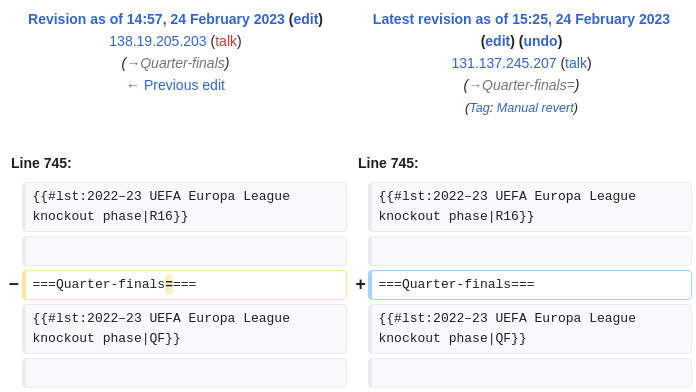 Revision as of 14:57, 24 February 2023 (edit)
138.19.205.203 (talk)
(→Quarter-finals)
← Previous edit
Latest revision as of 15:25, 24 February 2023
(edit) (undo)
131.137.245.207 (talk)
(→Quarter-finals=)
(Tag: Manual revert)
Line 745:
Line 745:
{{#lst:2022–23 UEFA Europa League
knockout phase|R16}}
{{#lst:2022–23 UEFA Europa League
knockout phase|R16}}
− ===Quarter-finals====
+ ===Quarter-finals===
{{#lst:2022–23 UEFA Europa League
knockout phase|QF}}
{{#lst:2022–23 UEFA Europa League
knockout phase|QF}}